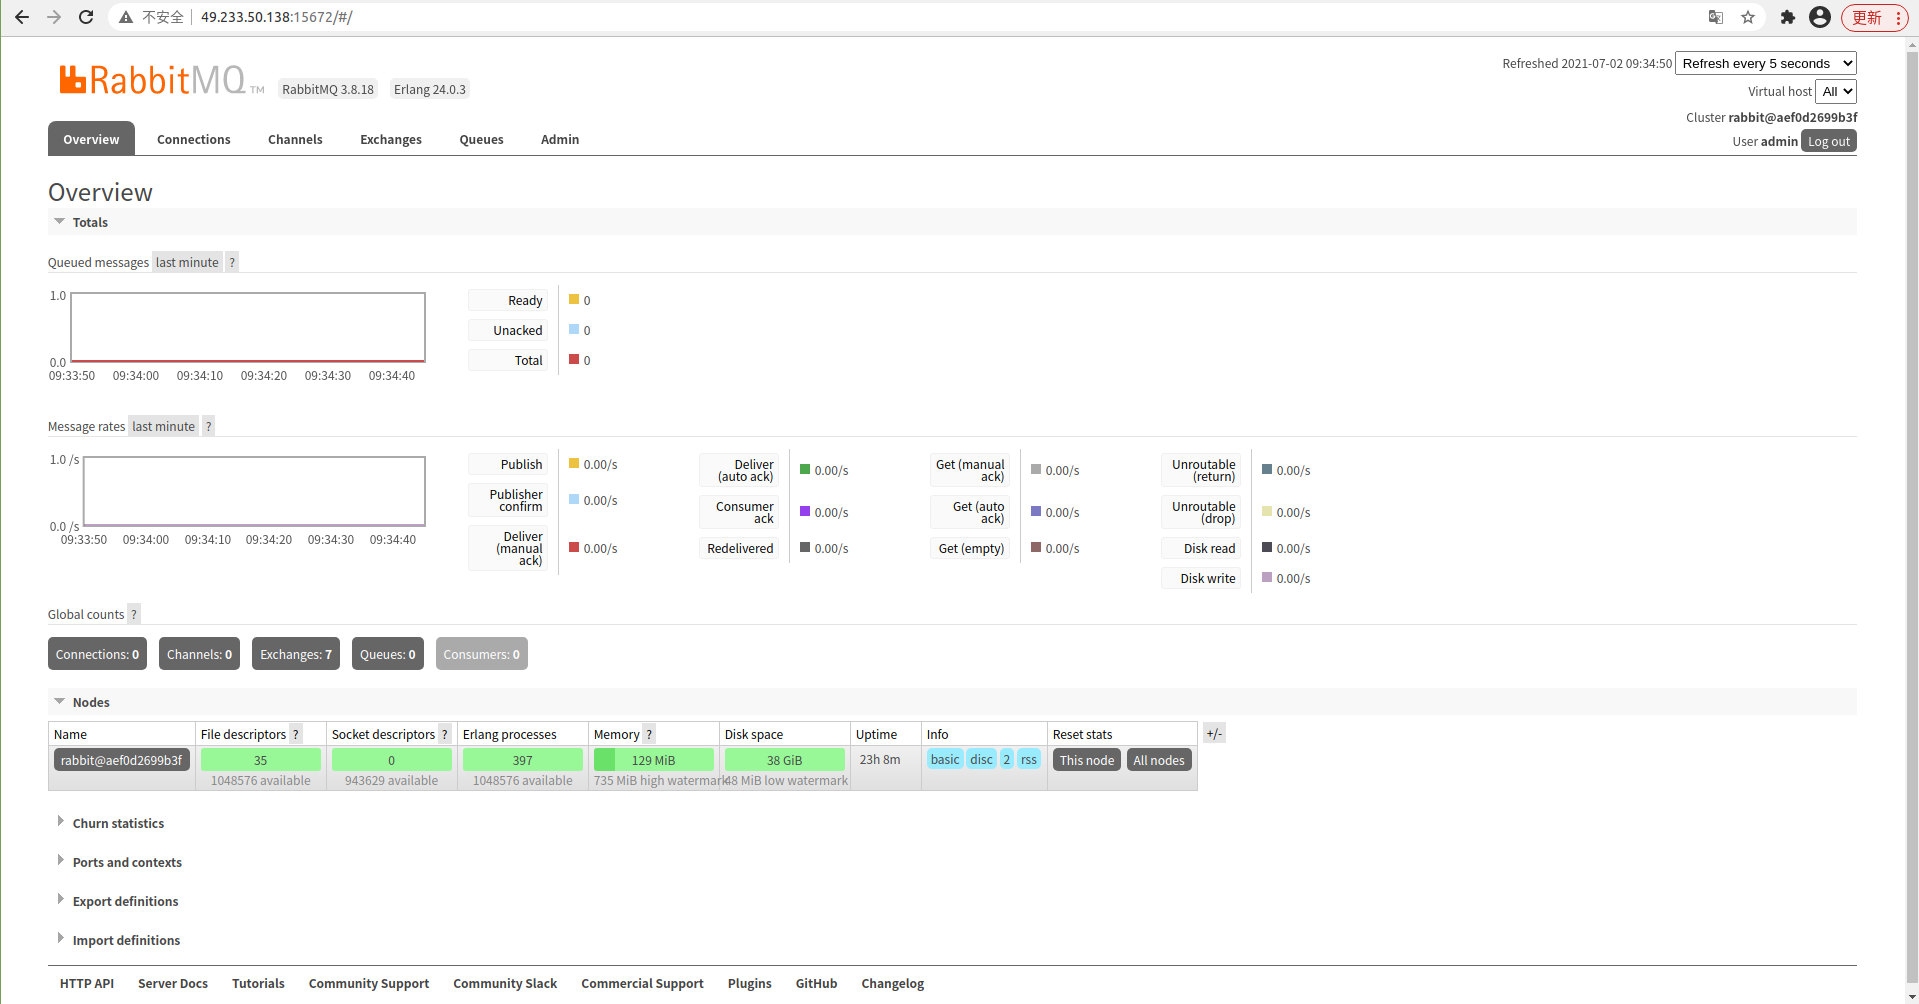 不安全 49.233.50.138:15672/#/ 更新
RabbitMQ TM RabbitMQ 3.8.18 Erlang 24.0.3
Refreshed 2021-07-02 09:34:50 Refresh every 5 seconds
Virtual host All
Cluster rabbit@aef0d2699b3f
User admin Log out
Overview Connections Channels Exchanges Queues Admin
Overview
Totals
Queued messages last minute ?
1.0
0.0
09:33:50 09:34:00 09:34:10 09:34:20 09:34:30 09:34:40
Ready 0
Unacked 0
Total 0
Message rates last minute ?
1.0 /s
0.0 /s
09:33:50 09:34:00 09:34:10 09:34:20 09:34:30 09:34:40
Publish 0.00/s
Publisher
confirm 0.00/s
Deliver
(manual
ack) 0.00/s
Deliver
(auto ack) 0.00/s
Consumer
ack 0.00/s
Redelivered 0.00/s
Get (manual
ack) 0.00/s
Get (auto
ack) 0.00/s
Get (empty) 0.00/s
Unroutable
(return) 0.00/s
Unroutable
(drop) 0.00/s
Disk read 0.00/s
Disk write 0.00/s
Global counts ?
Connections: 0 Channels: 0 Exchanges: 7 Queues: 0 Consumers: 0
Nodes
Name File descriptors ? Socket descriptors ? Erlang processes Memory ? Disk space Uptime Info Reset stats +/-
rabbit@aef0d2699b3f 35 0 397 129 MiB 38 GiB 23h 8m basic disc 2 rss This node All nodes
1048576 available 943629 available 1048576 available 735 MiB high watermark 48 MiB low watermark
Churn statistics
Ports and contexts
Export definitions
Import definitions
HTTP API Server Docs Tutorials Community Support Community Slack Commercial Support Plugins GitHub Changelog